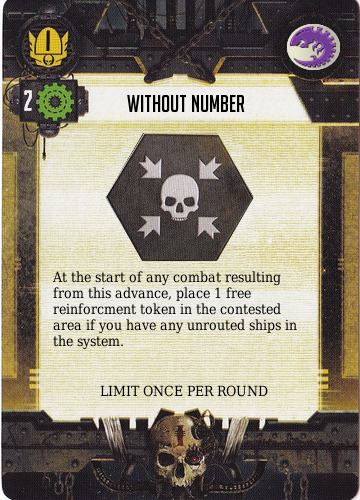 2
WITHOUT NUMBER
At the start of any combat resulting
from this advance, place 1 free
reinforcment token in the contested
area if you have any unrouted ships in
the system.
LIMIT ONCE PER ROUND